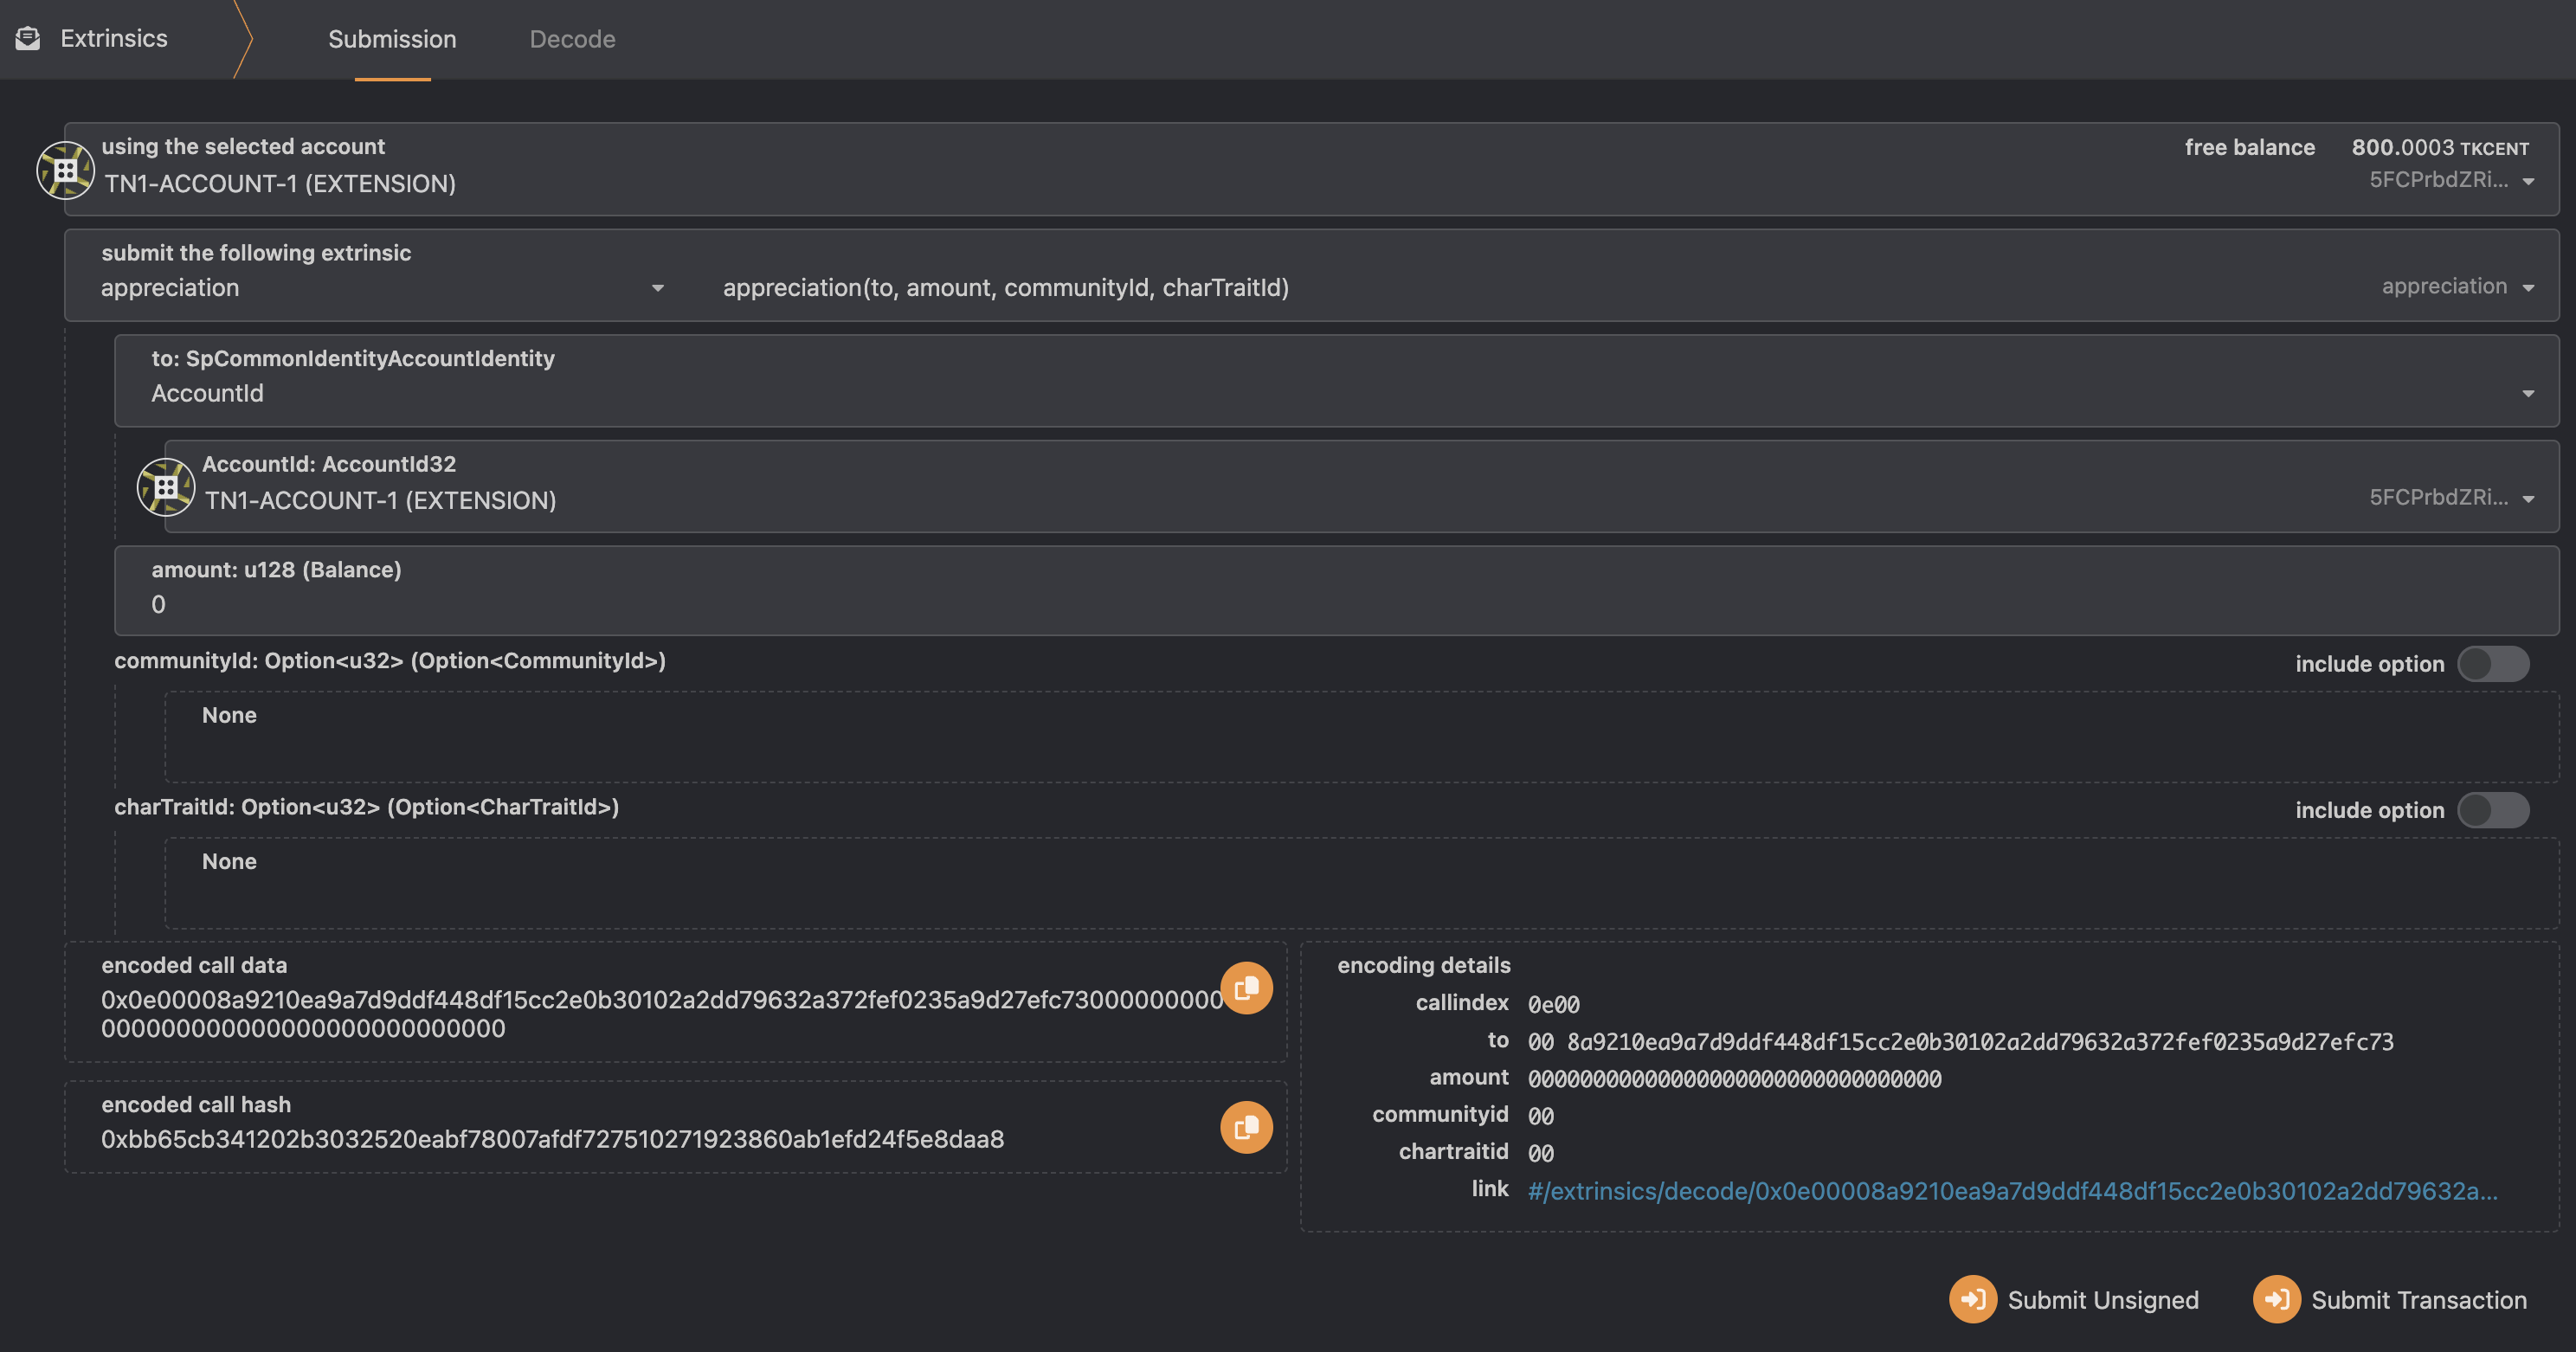 Extrinsics
Submission
Decode
using the selected account
TN1-ACCOUNT-1 (EXTENSION)
free balance 800.0003 TKCENT
5FCPrbdZRi...
submit the following extrinsic
appreciation
appreciation(to, amount, communityId, charTraitId)
appreciation
to: SpCommonIdentityAccountIdentity
AccountId
AccountId: AccountId32
TN1-ACCOUNT-1 (EXTENSION)
5FCPrbdZRi...
amount: u128 (Balance)
0
communityId: Option<u32> (Option<CommunityId>)
include option
None
charTraitId: Option<u32> (Option<CharTraitId>)
include option
None
encoded call data
0x0e00008a9210ea9a7d9ddf448df15cc2e0b30102a2dd79632a372fef0235a9d27efc7300000000000
0000000000000000000000000
encoded call hash
0xbb65cb341202b3032520eabf78007afdf727510271923860ab1efd24f5e8daa8
encoding details
callindex 0e00
to 00 8a9210ea9a7d9ddf448df15cc2e0b30102a2dd79632a372fef0235a9d27efc73
amount 00000000000000000000000000000000
communityid 00
chartraitid 00
link #/extrinsics/decode/0x0e00008a9210ea9a7d9ddf448df15cc2e0b30102a2dd79632a...
Submit Unsigned
Submit Transaction